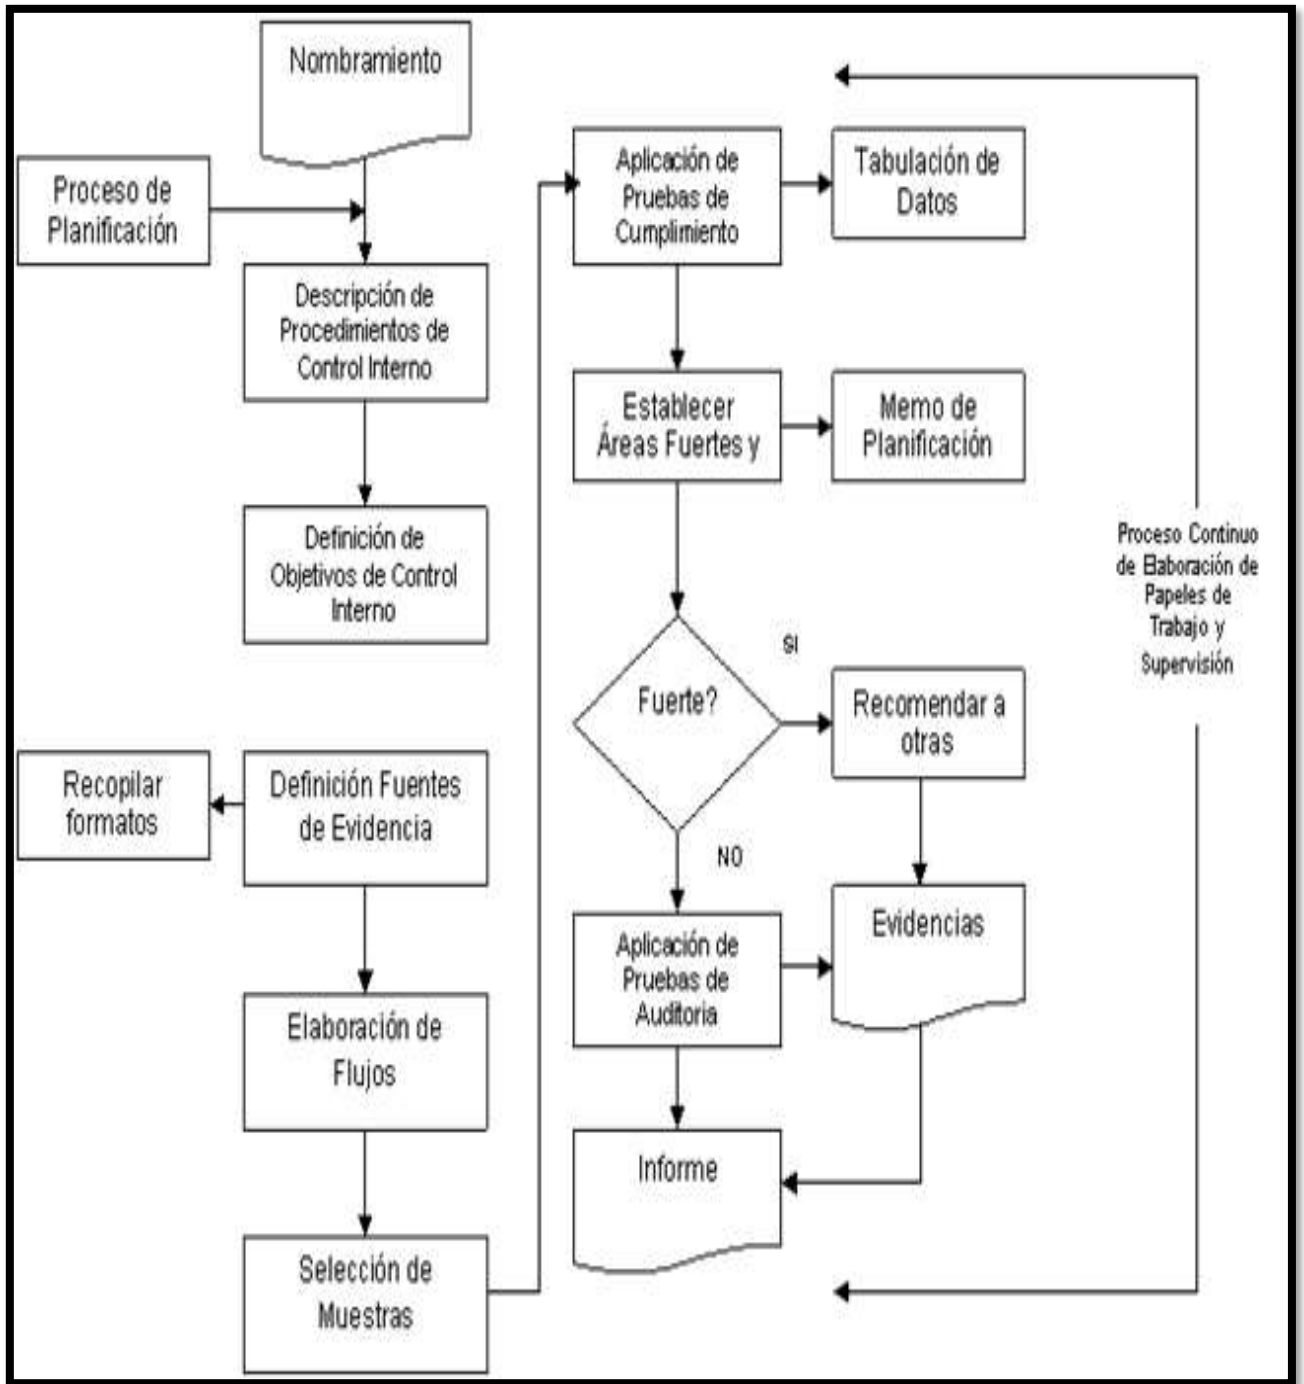 Nombramiento
Proceso de
Planificación
Descripción de
Procedimientos de
Control Interno
Definición de
Objetivos de Control
Interno
Recopilar
formatos
Definición Fuentes
de Evidencia
Elaboración de
Flujos
Selección de
Muestras
Aplicación de
Pruebas de
Cumplimiento
Tabulación de
Datos
Establecer
Áreas Fuertes y
Memo de
Planificación
Fuerte?
SI
Recomendar a
otras
NO
Aplicación de
Pruebas de
Auditoria
Evidencias
Informe
Proceso Continuo
de Elaboración de
Papeles de
Trabajo y
Supervisión